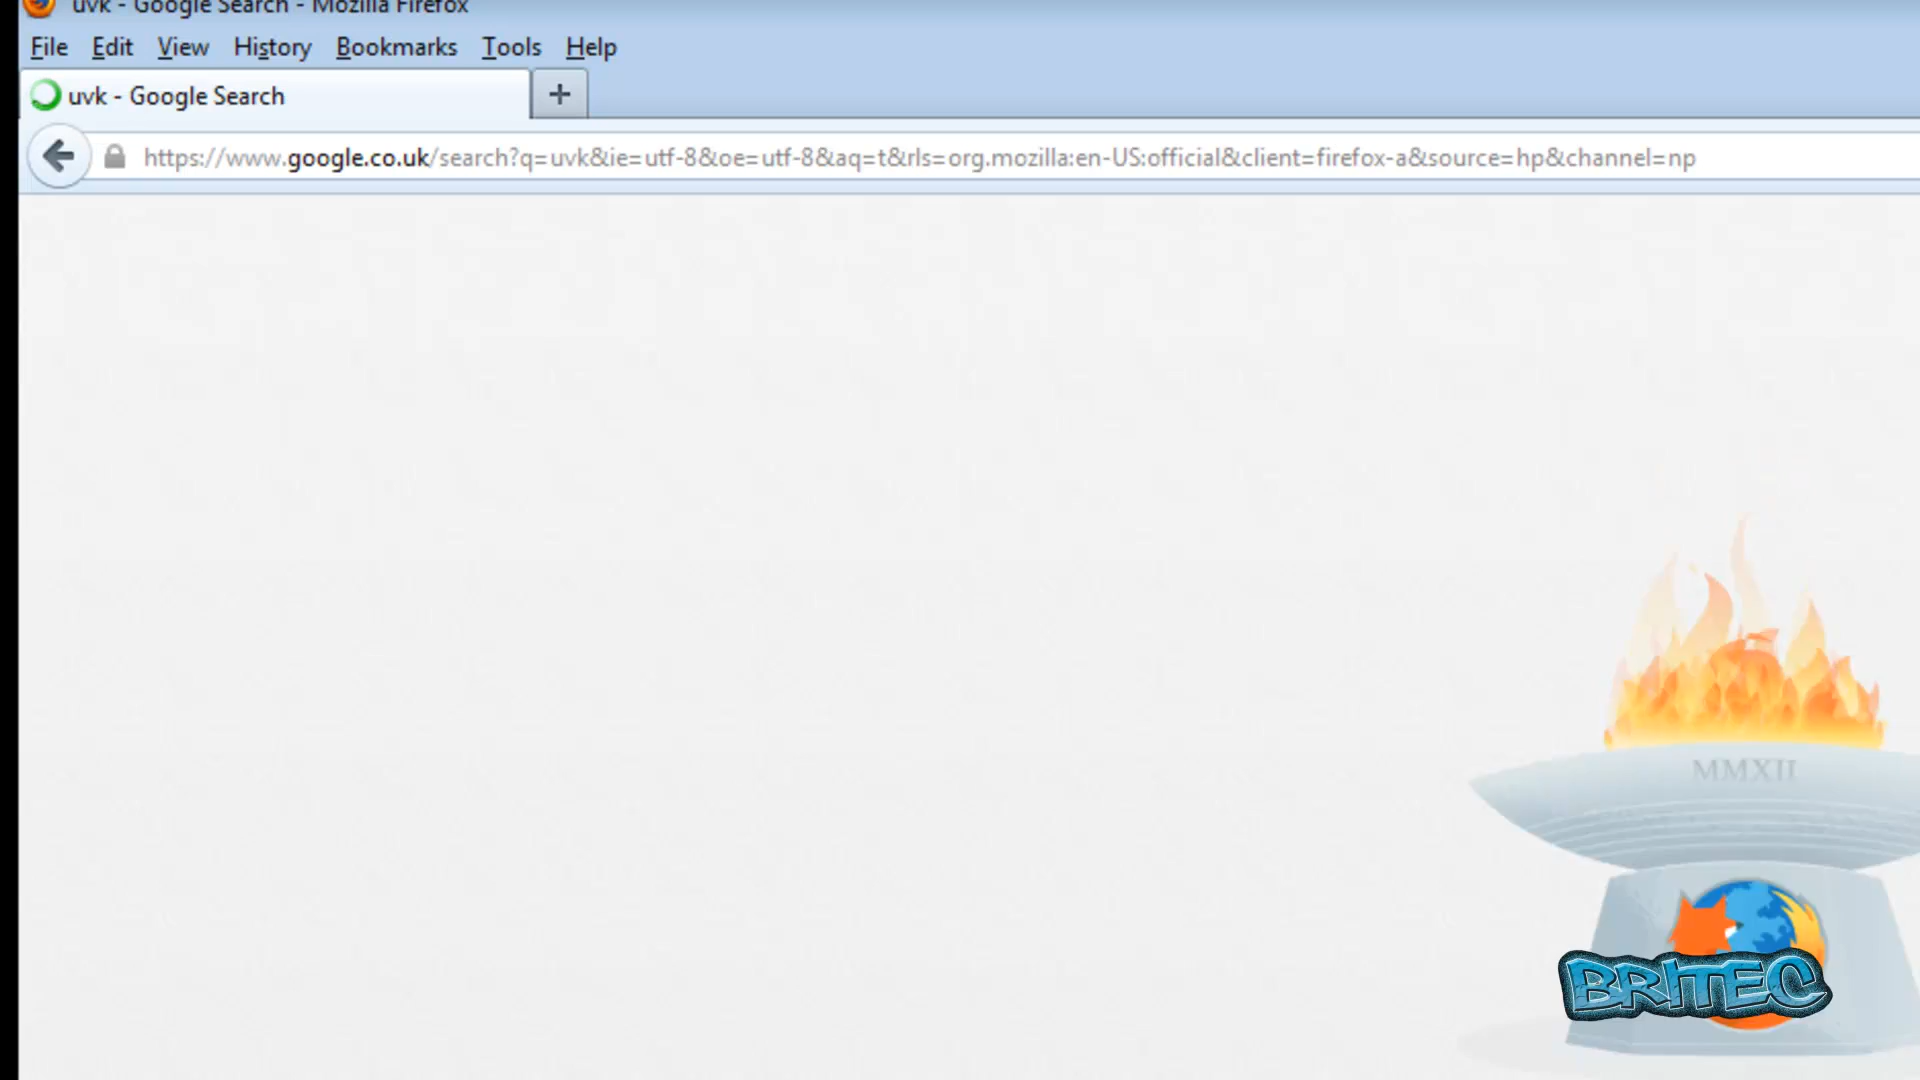 uvk - Google Search - Mozilla Firefox
File Edit View History Bookmarks Tools Help
uvk - Google Search +
https://www.google.co.uk/search?q=uvk&ie=utf-8&oe=utf-8&aq=t&rls=org.mozilla:en-US:official&client=firefox-a&source=hp&channel=np
MMXII
BRITEC